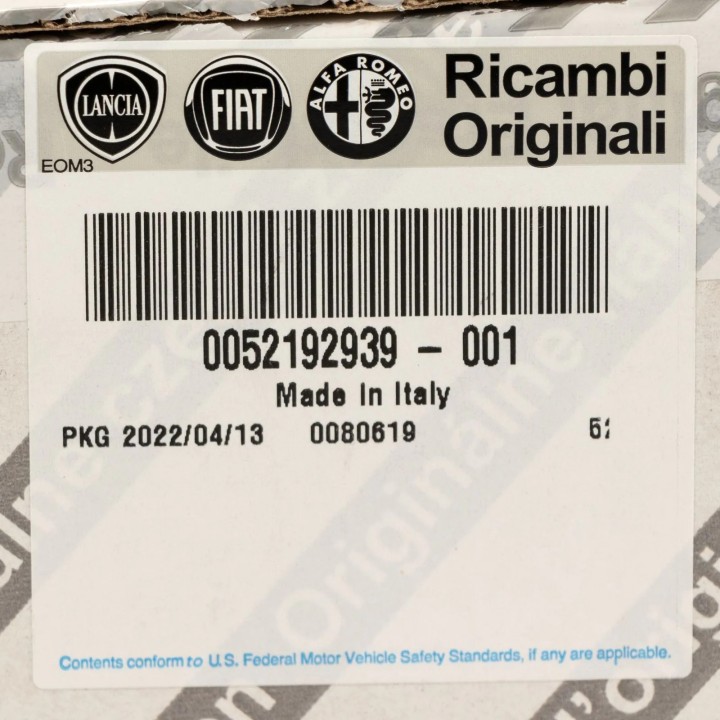 LANCIA FIAT ALFA ROMEO Ricambi
Originali
EOM3
0052192939 - 001
Made In Italy
PKG 2022/04/13 0080619
Contents conform to U.S. Federal Motor Vehicle Safety Standards, if any are applicable.
Originalne